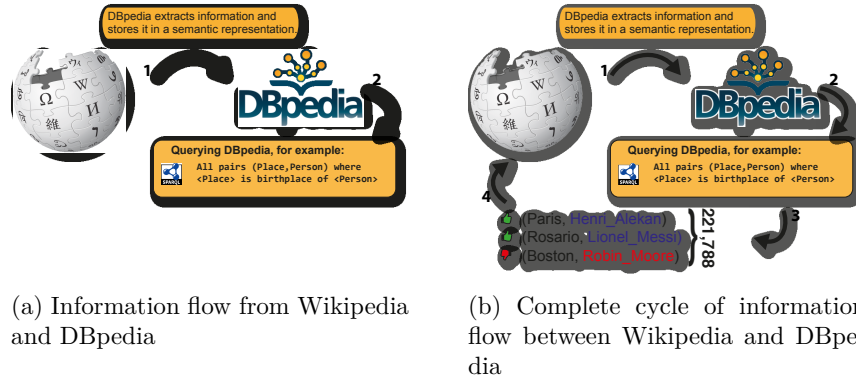 DBpedia extracts information and
stores it in a semantic representation.
1
Ω
W
И
維
DBpedia
2
Querying DBpedia, for example:
SPARQL
All pairs (Place,Person) where
<Place> is birthplace of <Person>
(a) Information flow from Wikipedia
and DBpedia
DBpedia extracts information and
stores it in a semantic representation.
1
Ω
W
И
維
DBpedia
2
Querying DBpedia, for example:
SPARQL
All pairs (Place,Person) where
<Place> is birthplace of <Person>
4
3
(Paris, Henri_Alekan)
(Rosario, Lionel_Messi)
(Boston, Robin_Moore)
221,788
(b) Complete cycle of information
flow between Wikipedia and DBpe-
dia